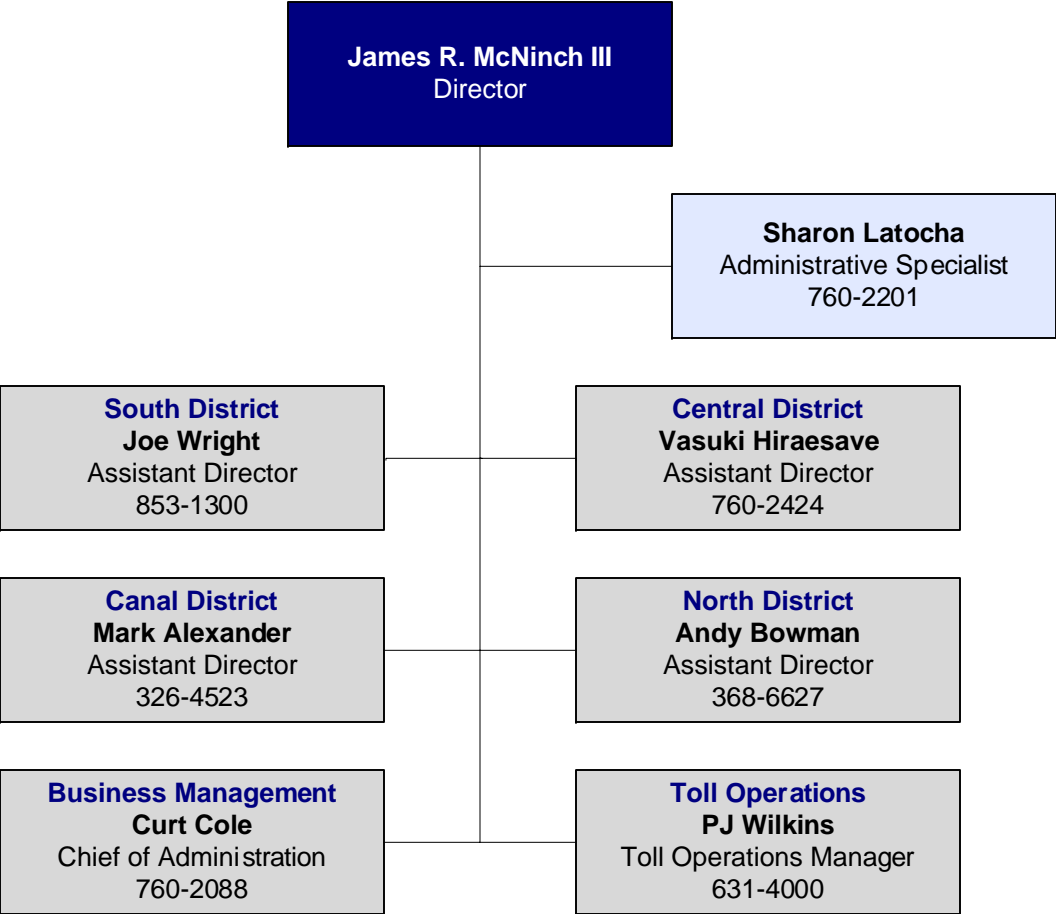 James R. McNinch III
Director
Sharon Latocha
Administrative Specialist
760-2201
South District
Joe Wright
Assistant Director
853-1300
Central District
Vasuki Hiraesave
Assistant Director
760-2424
Canal District
Mark Alexander
Assistant Director
326-4523
North District
Andy Bowman
Assistant Director
368-6627
Business Management
Curt Cole
Chief of Administration
760-2088
Toll Operations
PJ Wilkins
Toll Operations Manager
631-4000